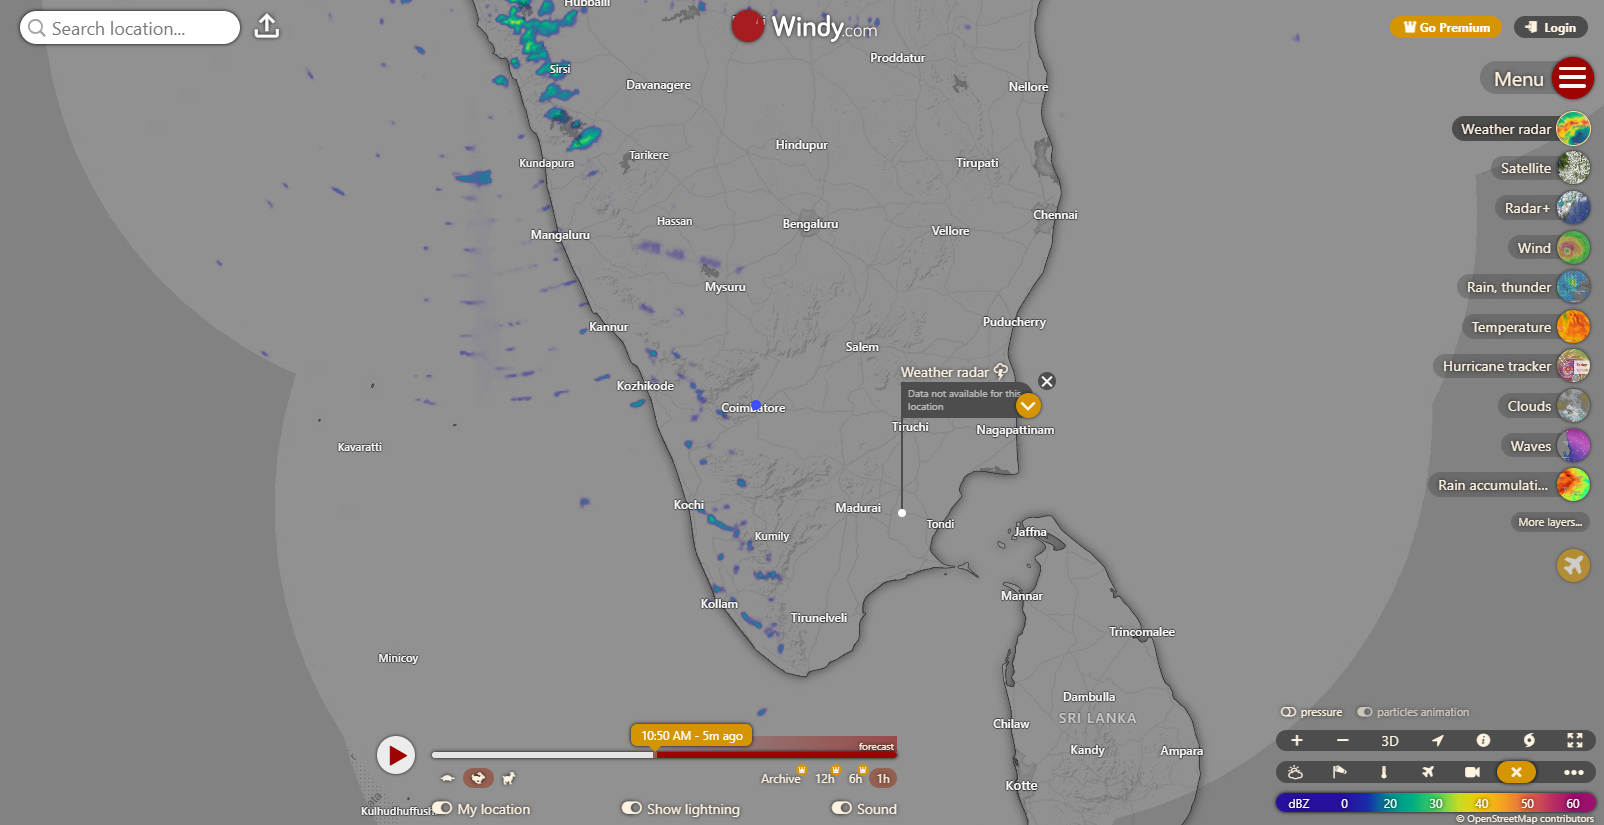 Hubballi
Search location...
Windy.com
Go Premium
Login
Sirsi
Davanagere
Proddatur
Nellore
Menu
Weather radar
Kundapura
Tarikere
Hindupur
Tirupati
Satellite
Radar+
Mangaluru
Hassan
Bengaluru
Vellore
Chennai
Wind
Mysuru
Rain, thunder
Kannur
Puducherry
Temperature
Salem
Weather radar
Hurricane tracker
Kozhikode
Data not available for this
location
Coimbatore
Clouds
Tiruchi
Nagapattinam
Kavaratti
Waves
Rain accumulati...
Kochi
Madurai
Tondi
More layers...
Kumily
Jaffna
Kollam
Mannar
Tirunelveli
Trincomalee
Minicoy
Dambulla
Chilaw
SRI LANKA
pressure
particles animation
10:50 AM - 5m ago
forecast
3D
Kandy
Ampara
Archive
12h
6h
1h
Kotte
Kulhudhuffushi
My location
Show lightning
Sound
dBZ 0 20 30 40 50 60
© OpenStreetMap contributors